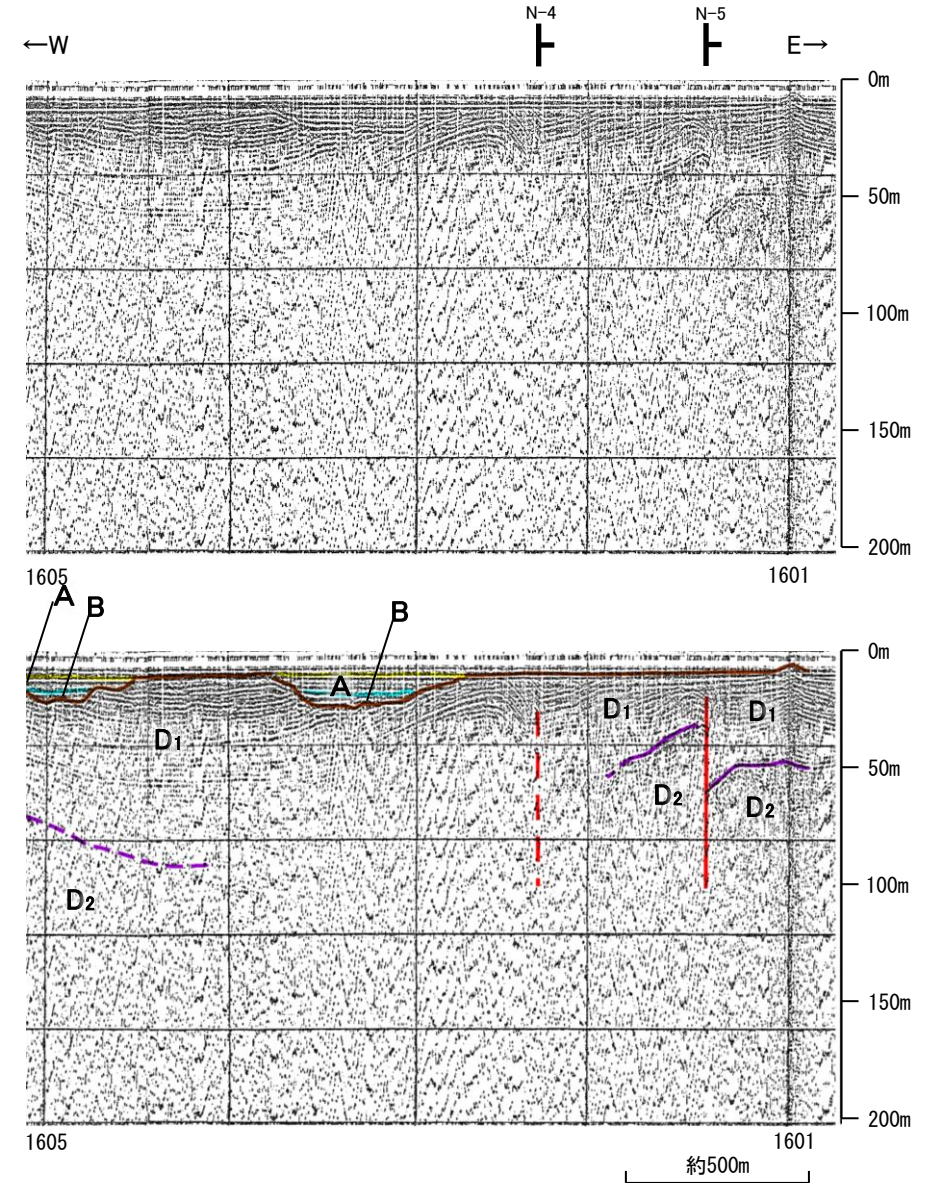 N-4 N-5
←W E→
0m
50m
100m
150m
200m
1605 1601
A B B
0m
A
D₁ D₁
D₁
50m
D₂ D₂
D₂ 100m
150m
200m
1605 1601
約500m